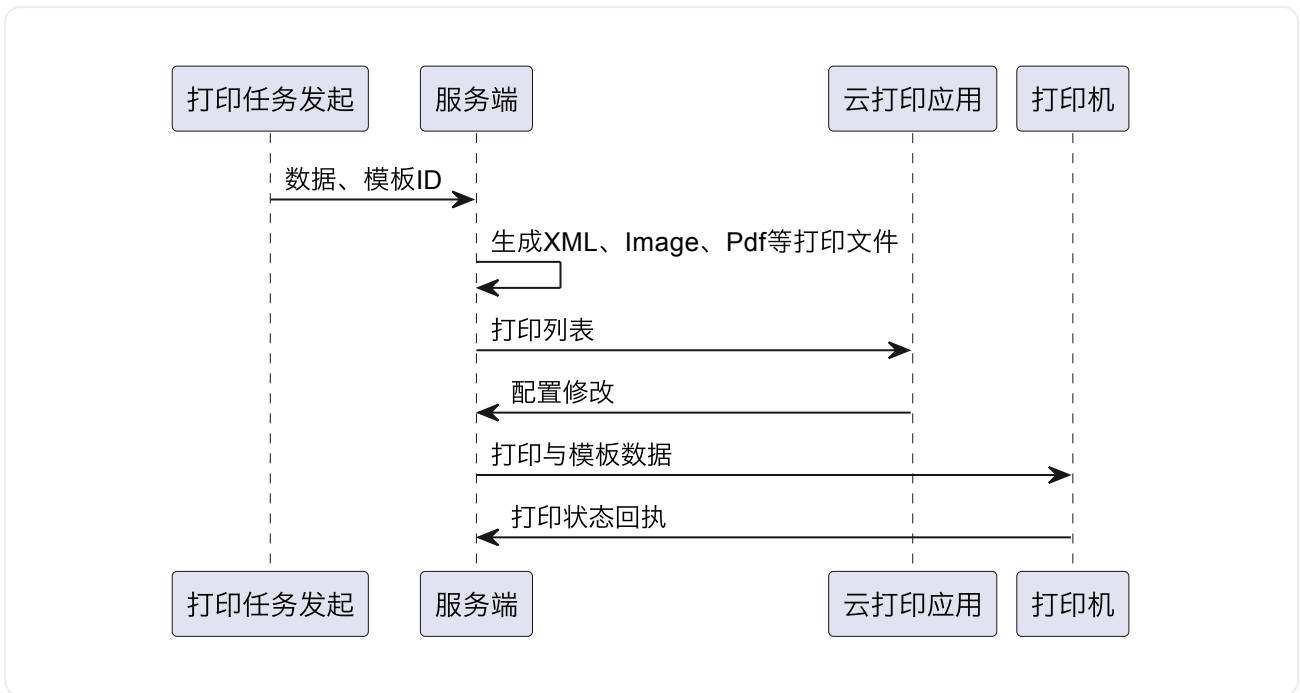 打印任务发起 服务端 云打印应用 打印机
数据、模板ID
生成XML、Image、Pdf等打印文件
打印列表
配置修改
打印与模板数据
打印状态回执
打印任务发起 服务端 云打印应用 打印机